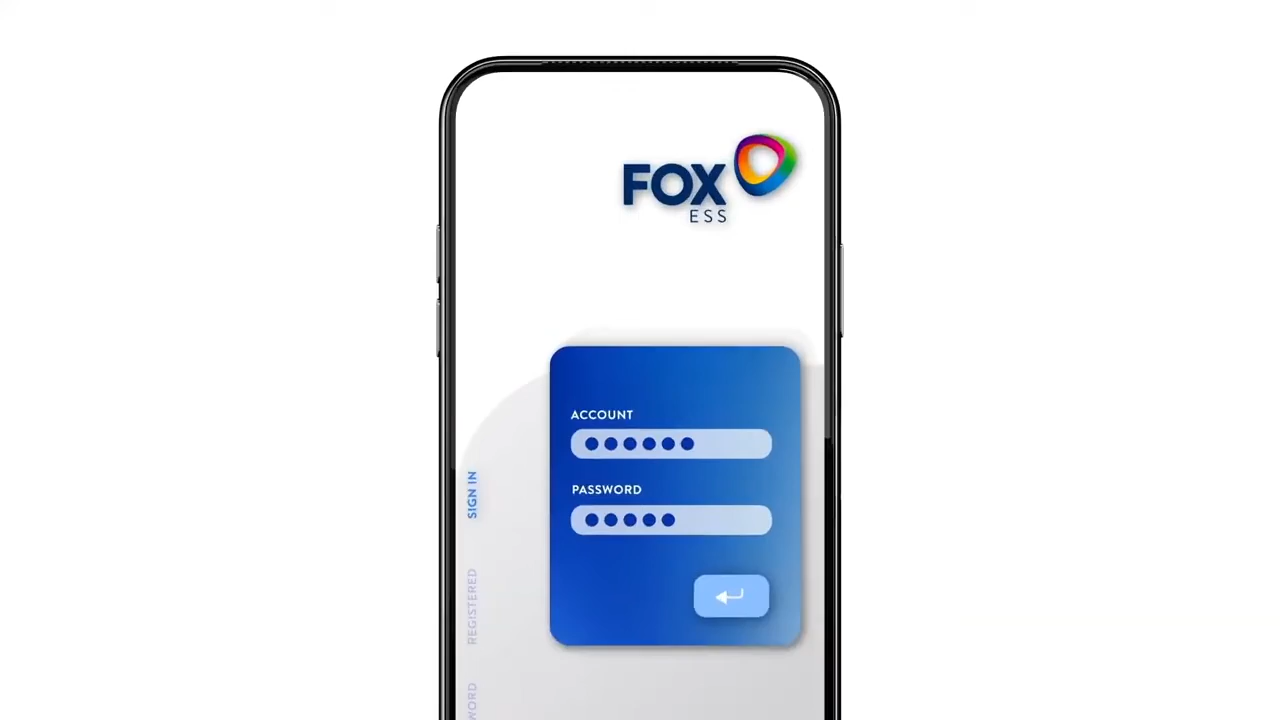 FOX
ESS
ACCOUNT
PASSWORD
SIGN IN
REGISTERED